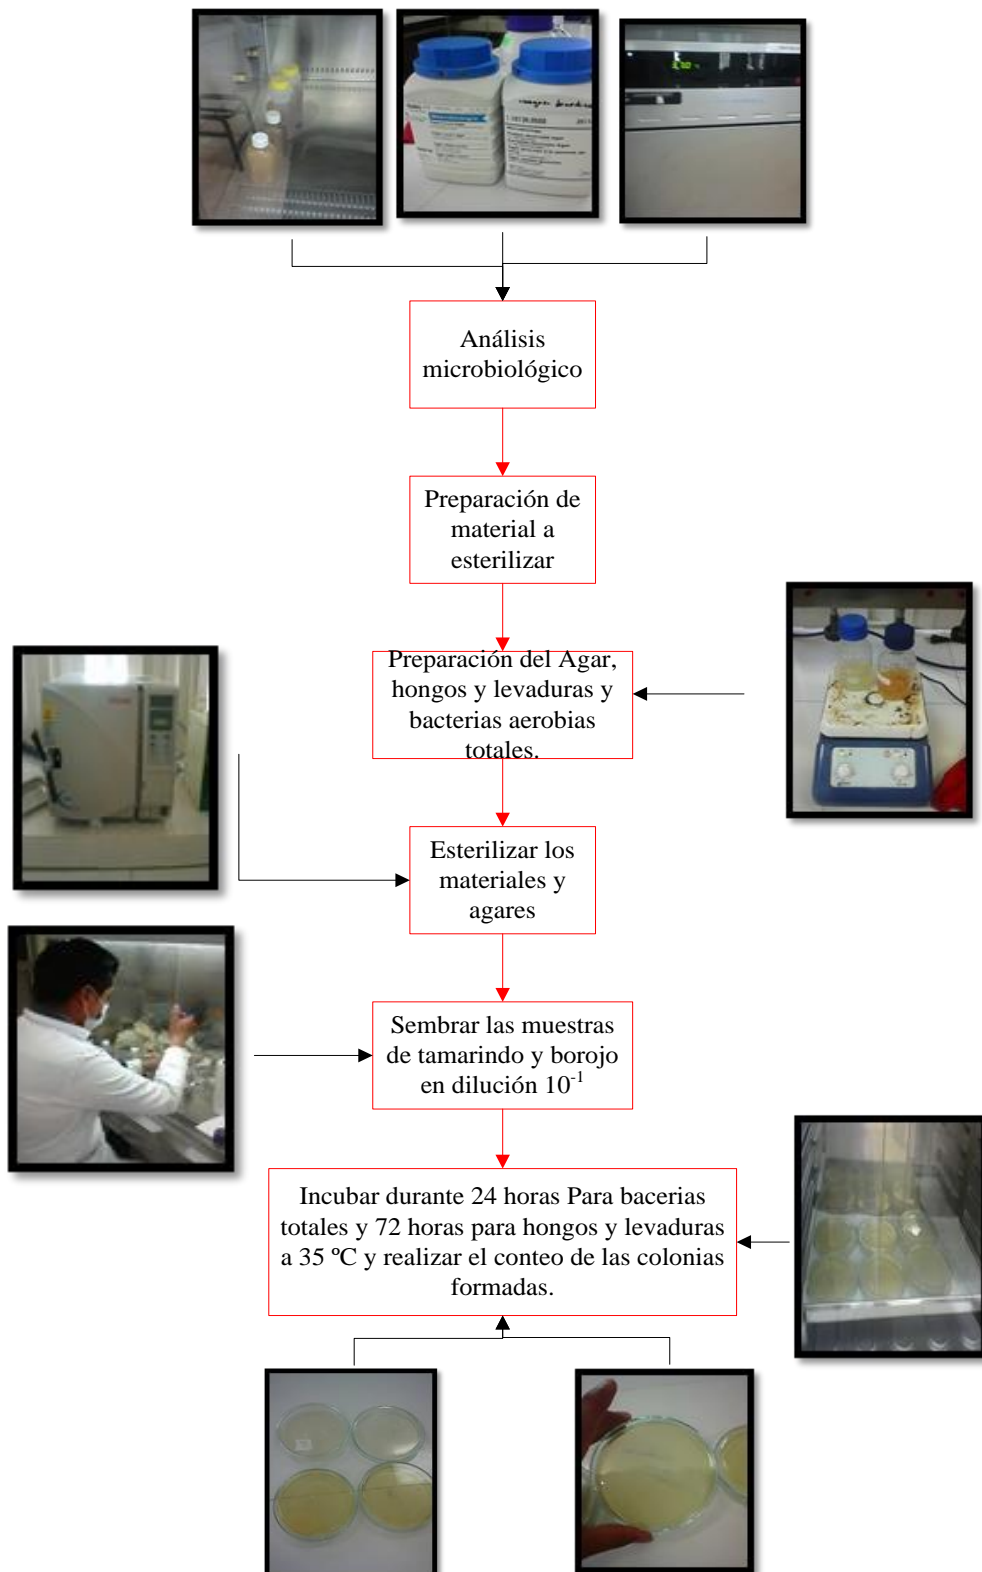 Análisis
microbiológico
Preparación de
material a
esterilizar
Preparación del Agar,
hongos y levaduras y
bacterias aerobias
totales.
Esterilizar los
materiales y
agares
Sembrar las muestras
de tamarindo y borojo
en dilución 10⁻¹
Incubar durante 24 horas Para bacerias
totales y 72 horas para hongos y levaduras
a 35 ºC y realizar el conteo de las colonias
formadas.